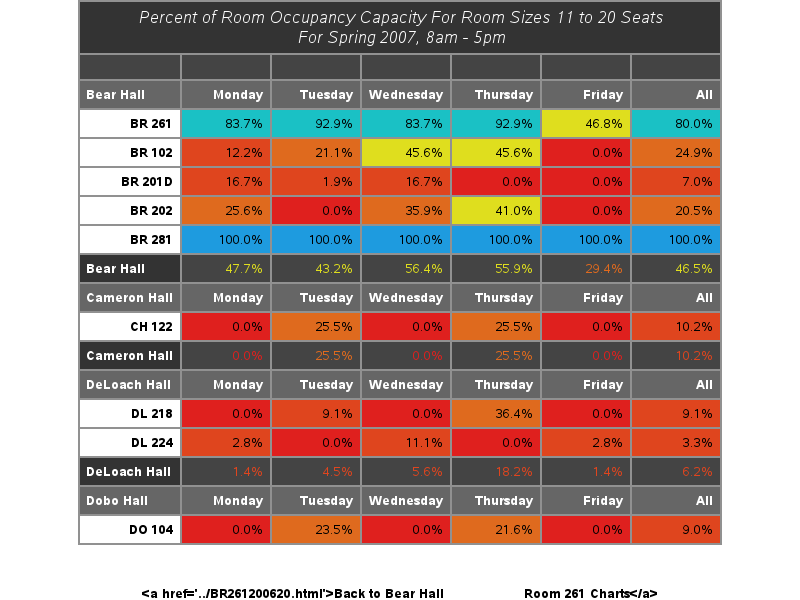 Percent of Room Occupancy Capacity For Room Sizes 11 to 20 Seats
For Spring 2007, 8am - 5pm
Bear Hall Monday Tuesday Wednesday Thursday Friday All
BR 261 83.7% 92.9% 83.7% 92.9% 46.8% 80.0%
BR 102 12.2% 21.1% 45.6% 45.6% 0.0% 24.9%
BR 201D 16.7% 1.9% 16.7% 0.0% 0.0% 7.0%
BR 202 25.6% 0.0% 35.9% 41.0% 0.0% 20.5%
BR 281 100.0% 100.0% 100.0% 100.0% 100.0% 100.0%
Bear Hall 47.7% 43.2% 56.4% 55.9% 29.4% 46.5%
Cameron Hall Monday Tuesday Wednesday Thursday Friday All
CH 122 0.0% 25.5% 0.0% 25.5% 0.0% 10.2%
Cameron Hall 0.0% 25.5% 0.0% 25.5% 0.0% 10.2%
DeLoach Hall Monday Tuesday Wednesday Thursday Friday All
DL 218 0.0% 9.1% 0.0% 36.4% 0.0% 9.1%
DL 224 2.8% 0.0% 11.1% 0.0% 2.8% 3.3%
DeLoach Hall 1.4% 4.5% 5.6% 18.2% 1.4% 6.2%
Dobo Hall Monday Tuesday Wednesday Thursday Friday All
DO 104 0.0% 23.5% 0.0% 21.6% 0.0% 9.0%
<a href='../BR261200620.html'>Back to Bear Hall Room 261 Charts</a>